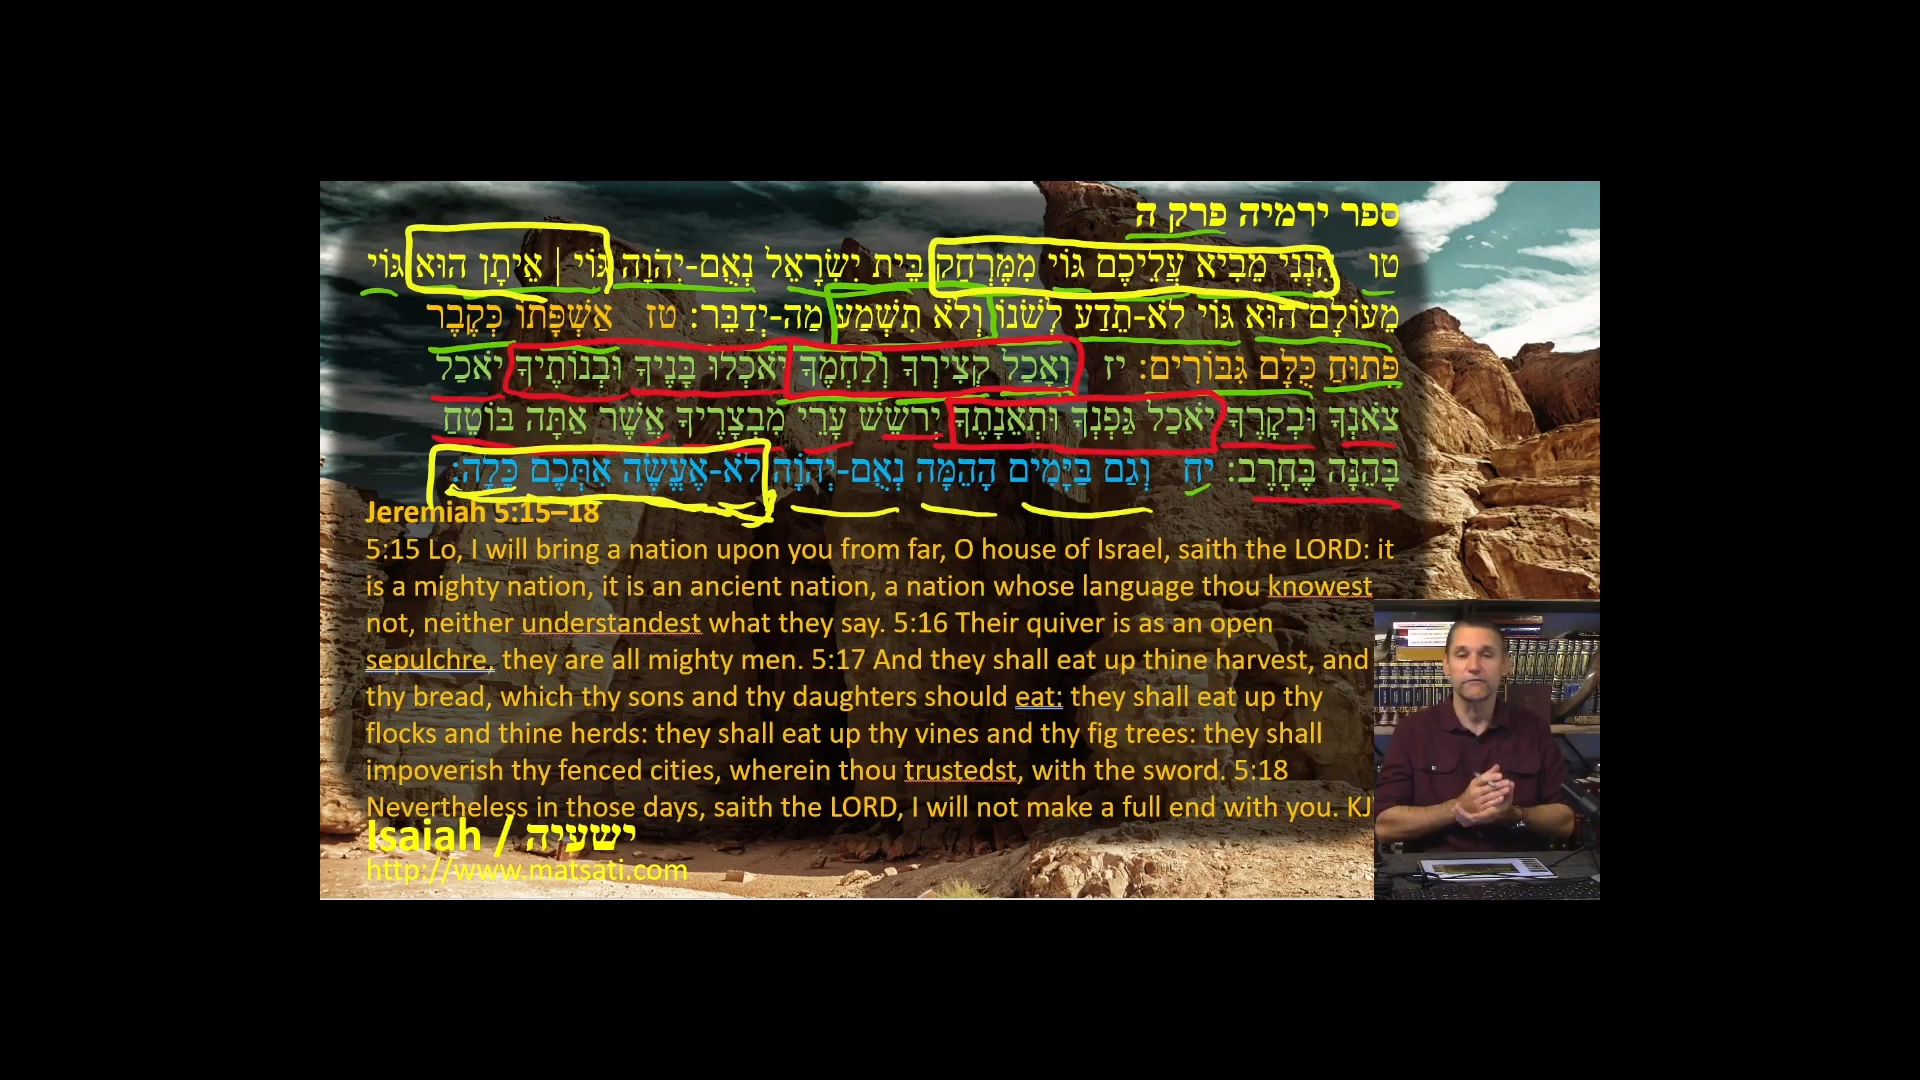 ספר ירמיה פרק ה
טו הִנְנִי מֵבִיא עֲלֵיכֶם גּוֹי מִמֶּרְחָק בֵּית יִשְׂרָאֵל נְאֻם-יְהֹוָה גּוֹי | אֵיתָן הוּא גּוֹי
מֵעוֹלָם הוּא גּוֹי לֹא-תֵדַע לְשֹׁנוֹ וְלֹא תִשְׁמַע מַה-יְדַבֵּר: טז אַשְׁפָּתוֹ כְּקֶבֶר
פָּתוּחַ כֻּלָּם גִּבּוֹרִים: יז וְאָכַל קְצִירְךָ וְלַחְמֶךָ יֹאכְלוּ בָּנֶיךָ וּבְנוֹתֶיךָ יֹאכַל
צֹאנְךָ וּבְקָרֶךָ יֹאכַל גַּפְנְךָ וּתְאֵנָתֶךָ יְרֹשֵׁשׁ עָרֵי מִבְצָרֶיךָ אֲשֶׁר אַתָּה בּוֹטֵחַ
בָּהֵנָּה בֶּחָרֶב: יח וְגַם בַּיָּמִים הָהֵמָּה נְאֻם-יְהֹוָה לֹא-אֶעֱשֶׂה אִתְּכֶם כָּלָה:
Jeremiah 5:15–18
5:15 Lo, I will bring a nation upon you from far, O house of Israel, saith the LORD: it
is a mighty nation, it is an ancient nation, a nation whose language thou knowest
not, neither understandest what they say. 5:16 Their quiver is as an open
sepulchre, they are all mighty men. 5:17 And they shall eat up thine harvest, and
thy bread, which thy sons and thy daughters should eat: they shall eat up thy
flocks and thine herds: they shall eat up thy vines and thy fig trees: they shall
impoverish thy fenced cities, wherein thou trustedst, with the sword. 5:18
Nevertheless in those days, saith the LORD, I will not make a full end with you. KJ
Isaiah / ישעיה
http://www.matsati.com